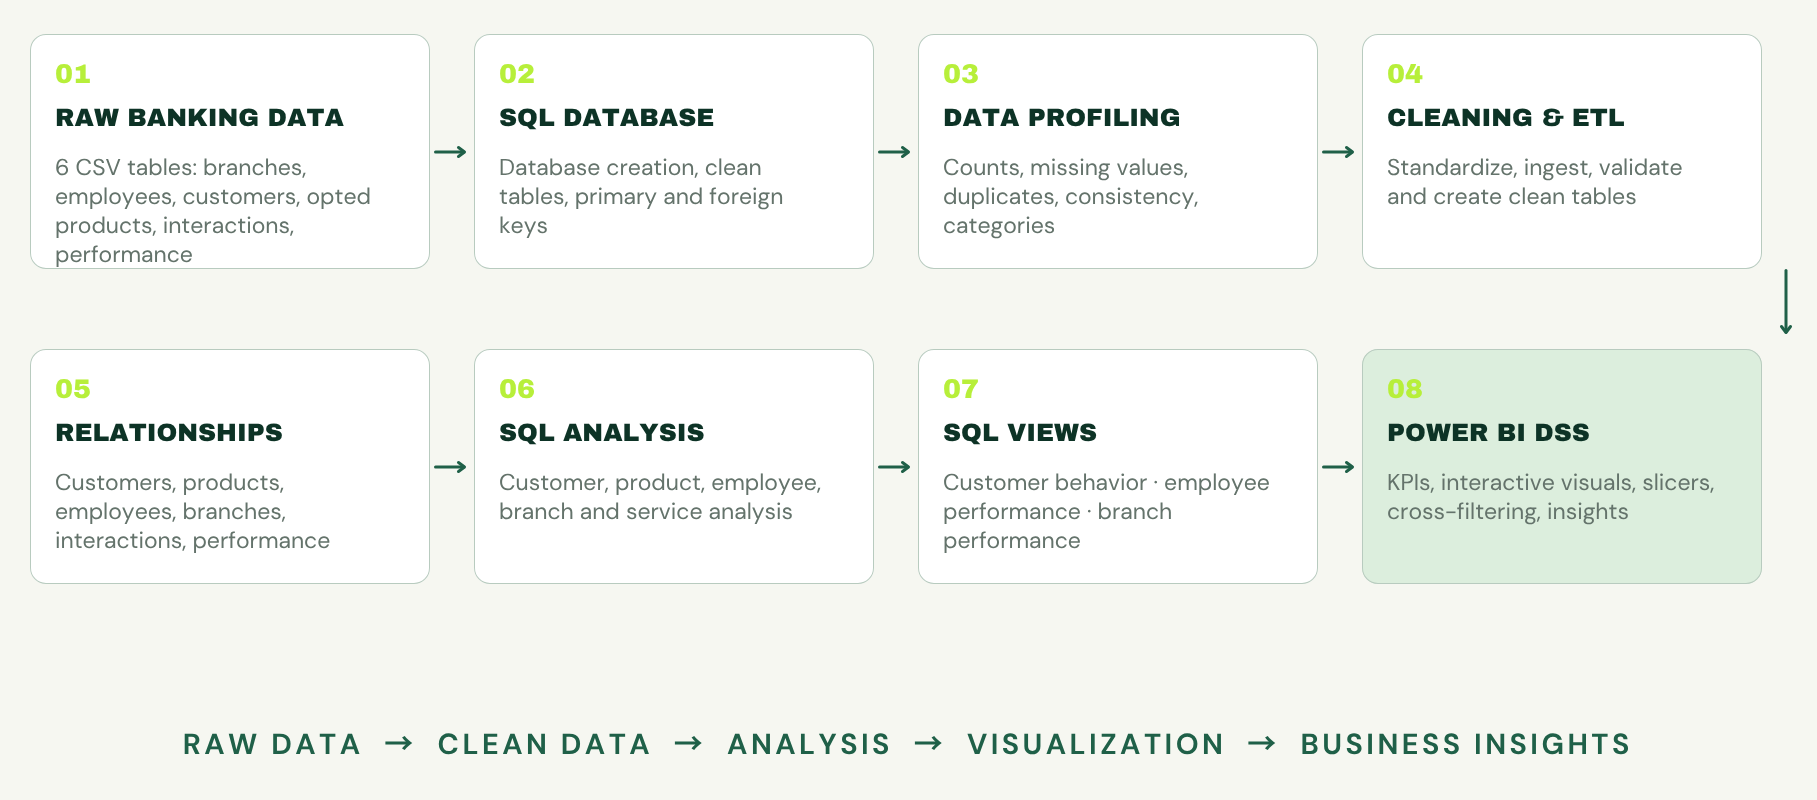 01
RAW BANKING DATA
6 CSV tables: branches,
employees, customers, opted
products, interactions,
performance
02
SQL DATABASE
Database creation, clean
tables, primary and foreign
keys
03
DATA PROFILING
Counts, missing values,
duplicates, consistency,
categories
04
CLEANING & ETL
Standardize, ingest, validate
and create clean tables
05
RELATIONSHIPS
Customers, products,
employees, branches,
interactions, performance
06
SQL ANALYSIS
Customer, product, employee,
branch and service analysis
07
SQL VIEWS
Customer behavior · employee
performance · branch
performance
08
POWER BI DSS
KPIs, interactive visuals, slicers,
cross-filtering, insights
RAW DATA → CLEAN DATA → ANALYSIS → VISUALIZATION → BUSINESS INSIGHTS